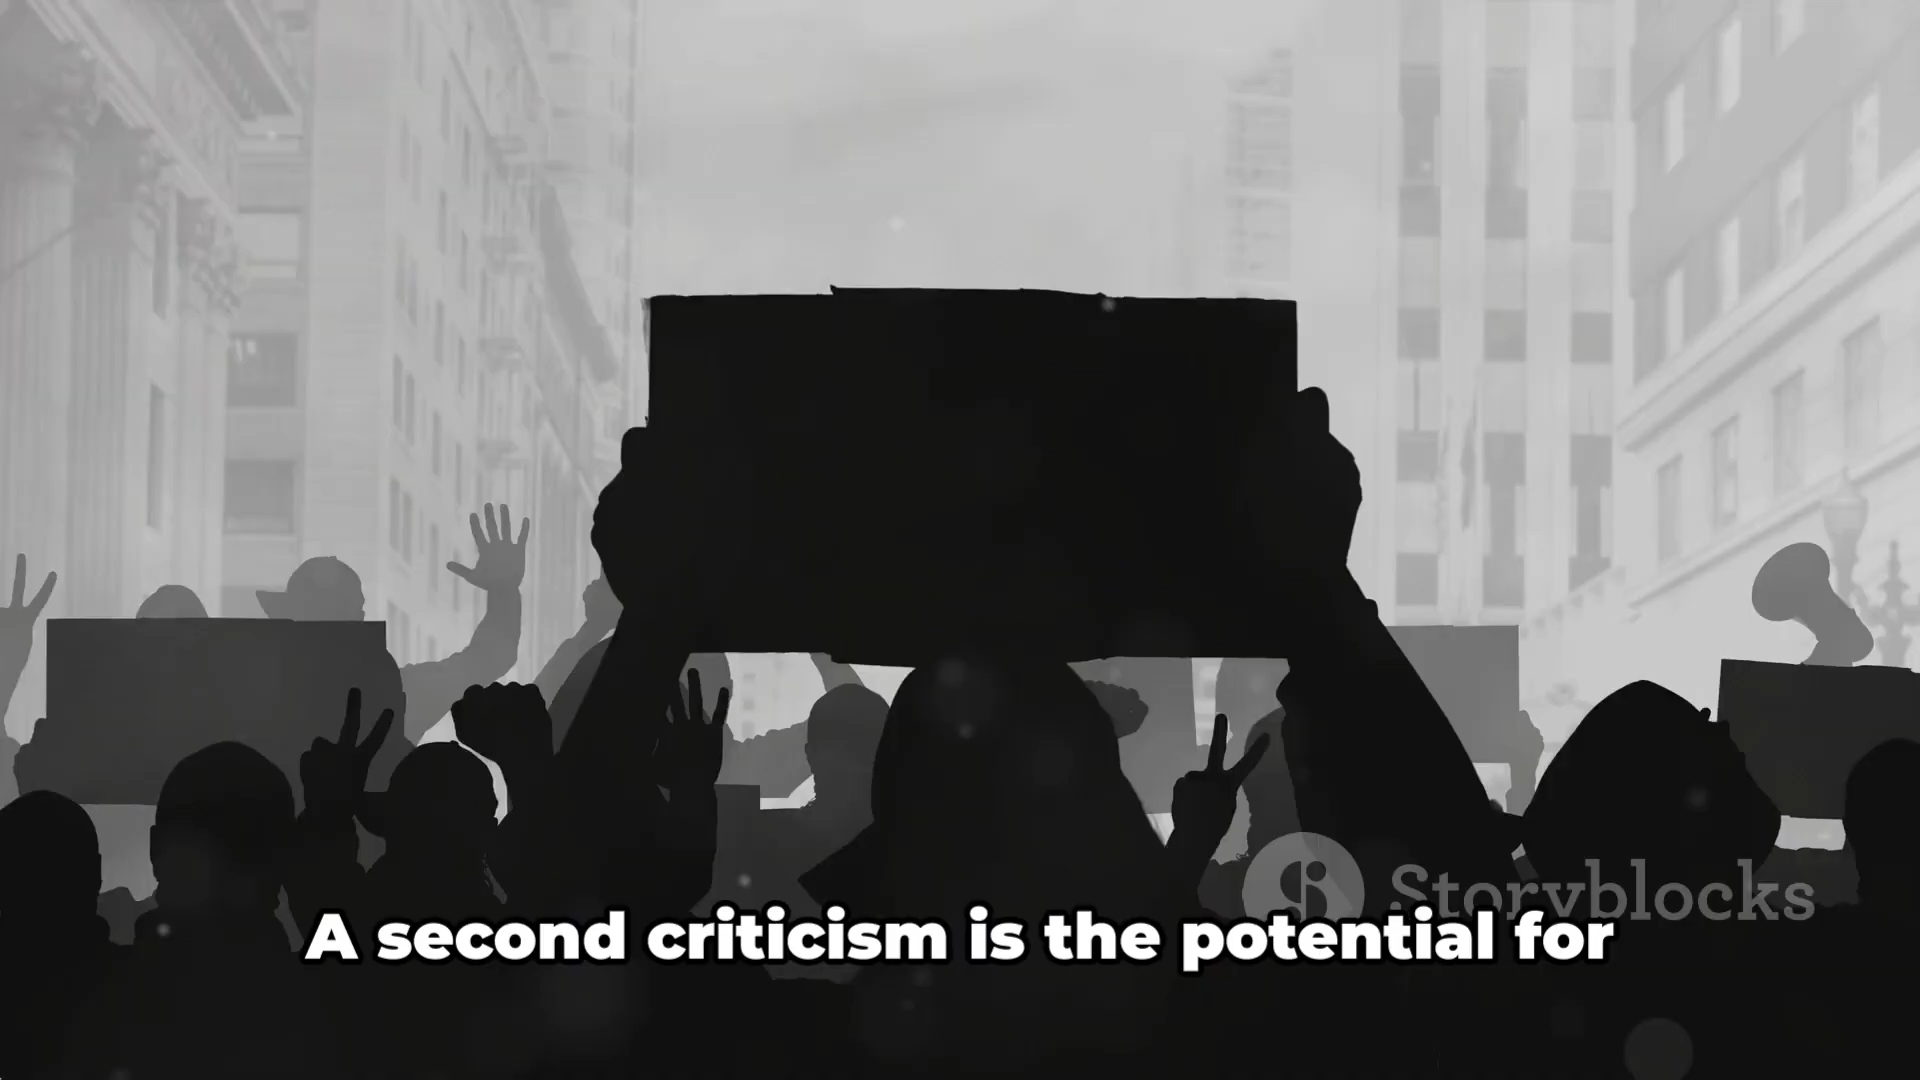 Storyblocks
A second criticism is the potential for